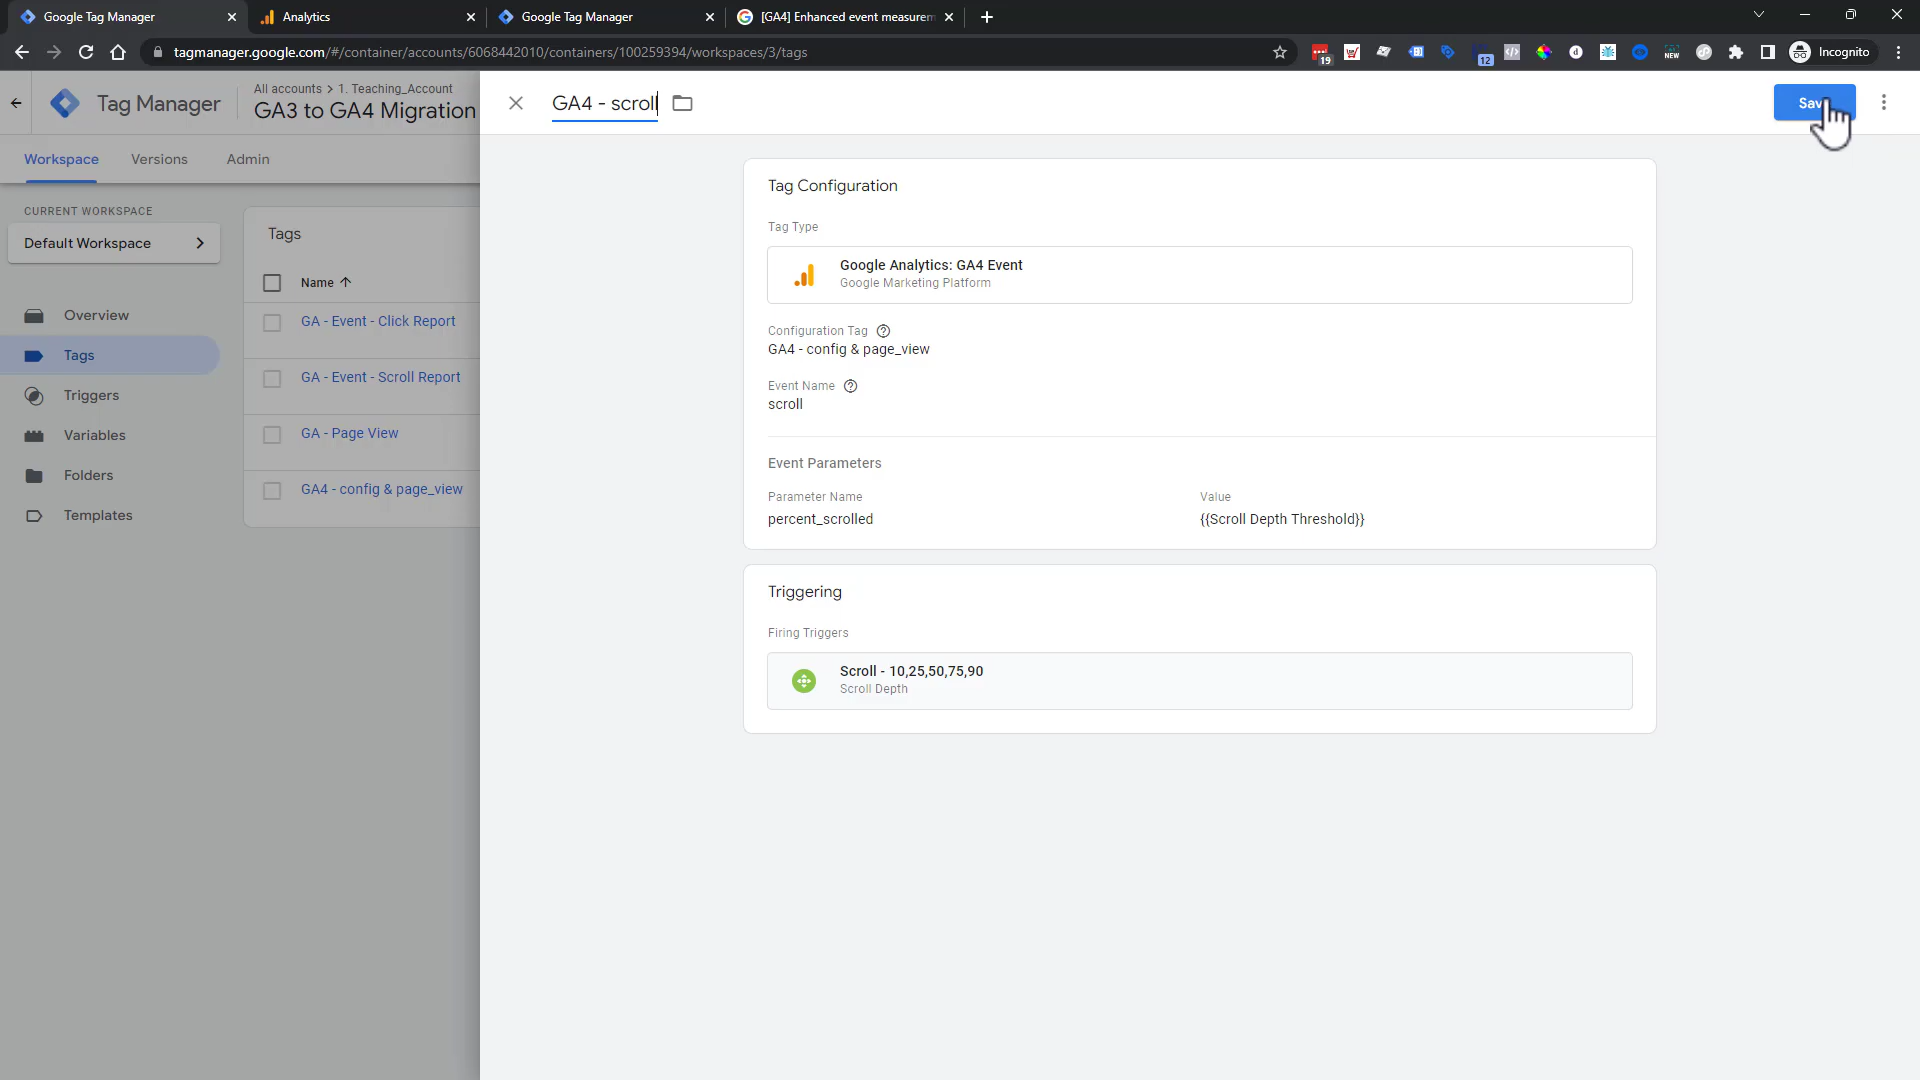 Google Tag Manager
Analytics
Google Tag Manager
[GA4] Enhanced event measurem
tagmanager.google.com/#/container/accounts/6068442010/containers/100259394/workspaces/3/tags
19
12
NEW
Incognito
Tag Manager
All accounts > 1. Teaching_Account
GA3 to GA4 Migration
GA4 - scroll
Sav
Workspace
Versions
Admin
CURRENT WORKSPACE
Default Workspace
Overview
Tags
Triggers
Variables
Folders
Templates
Tags
Name
GA - Event - Click Report
GA - Event - Scroll Report
GA - Page View
GA4 - config & page_view
Tag Configuration
Tag Type
Google Analytics: GA4 Event
Google Marketing Platform
Configuration Tag
GA4 - config & page_view
Event Name
scroll
Event Parameters
Parameter Name
Value
percent_scrolled
{{Scroll Depth Threshold}}
Triggering
Firing Triggers
Scroll - 10,25,50,75,90
Scroll Depth